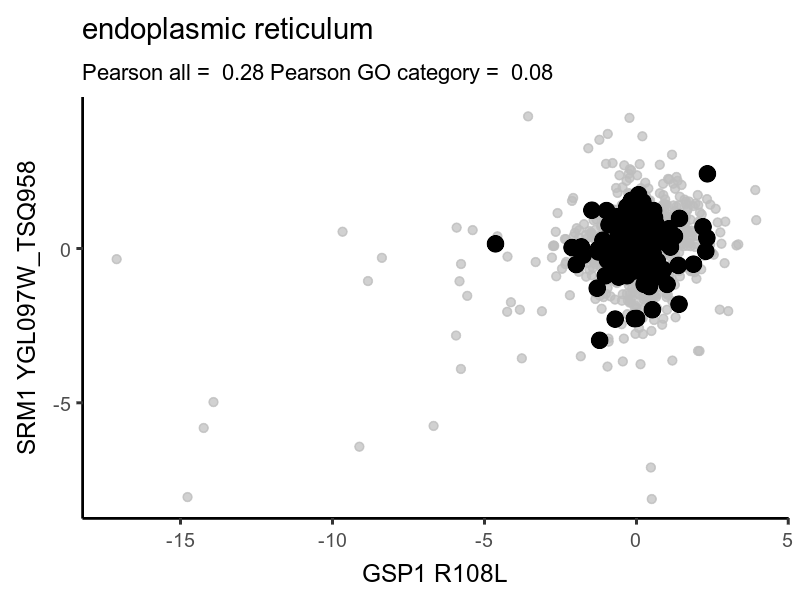 endoplasmic reticulum
Pearson all =  0.28 Pearson GO category =  0.08
SRM1 YGL097W_TSQ958
0
-5
-15
-10
-5
0
5
GSP1 R108L